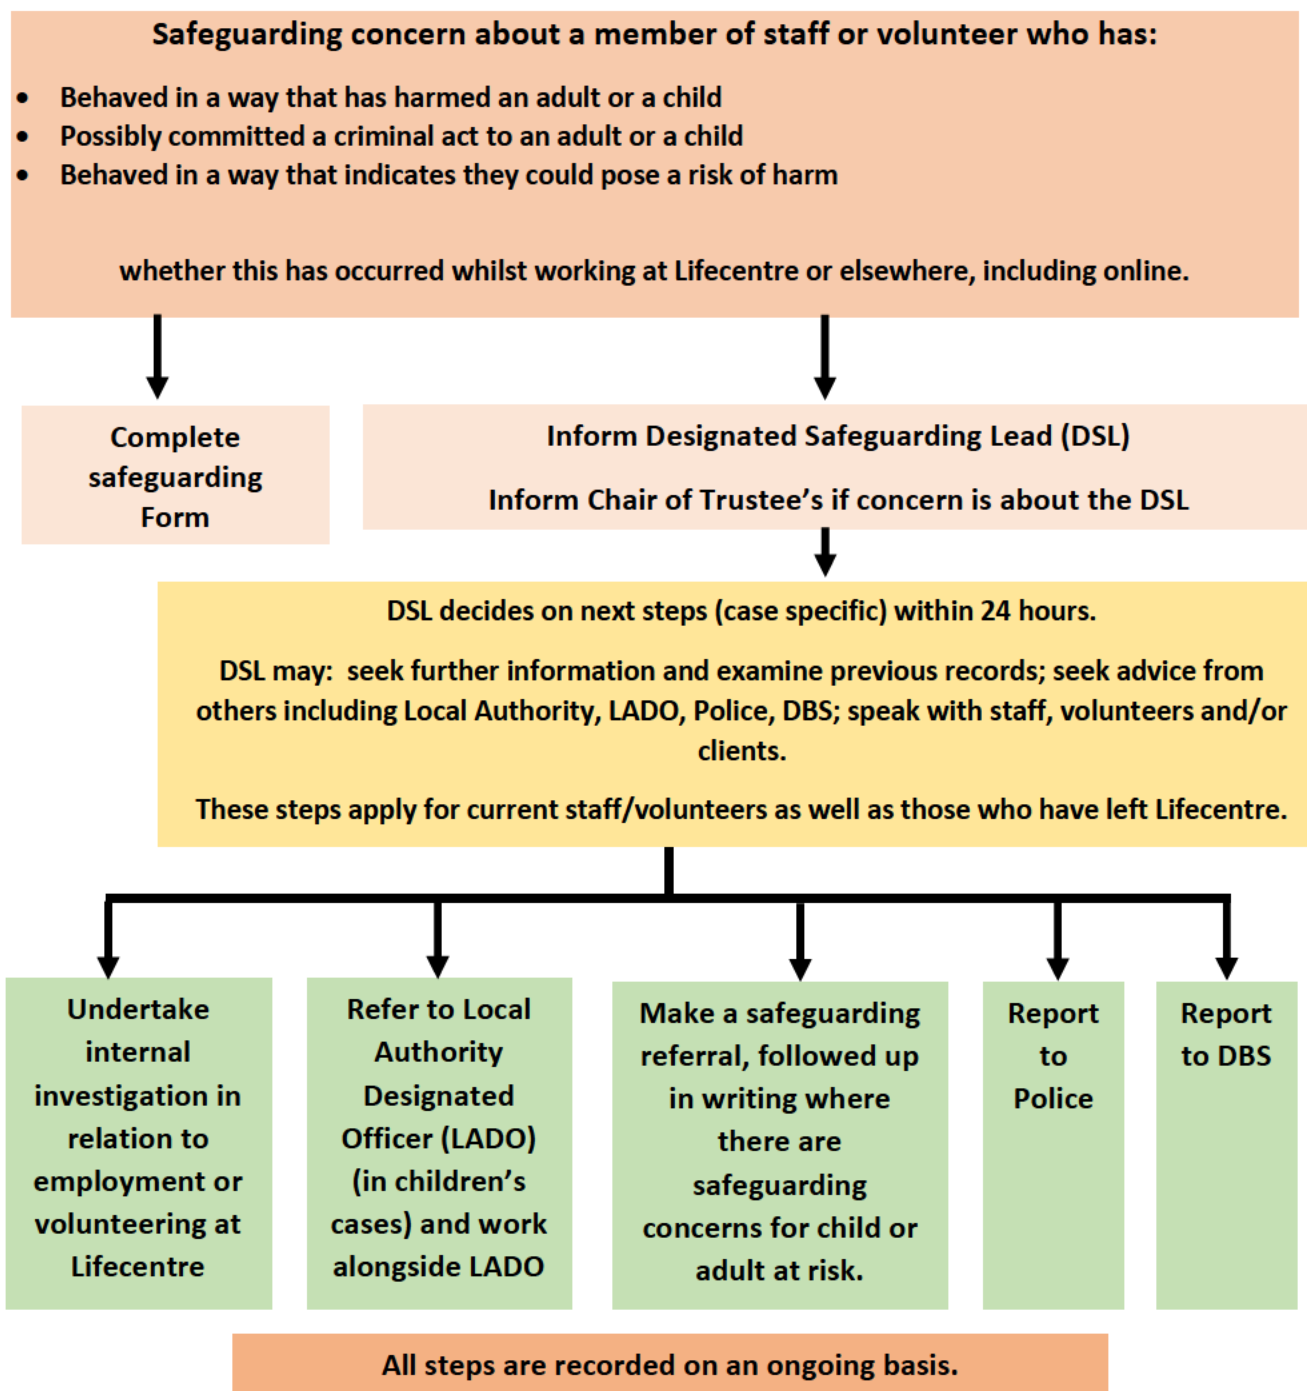 Safeguarding concern about a member of staff or volunteer who has:
• Behaved in a way that has harmed an adult or a child
• Possibly committed a criminal act to an adult or a child
• Behaved in a way that indicates they could pose a risk of harm
whether this has occurred whilst working at Lifecentre or elsewhere, including online.
Complete
safeguarding
Form
Inform Designated Safeguarding Lead (DSL)
Inform Chair of Trustee’s if concern is about the DSL
DSL decides on next steps (case specific) within 24 hours.
DSL may: seek further information and examine previous records; seek advice from
others including Local Authority, LADO, Police, DBS; speak with staff, volunteers and/or
clients.
These steps apply for current staff/volunteers as well as those who have left Lifecentre.
Undertake
internal
investigation in
relation to
employment or
volunteering at
Lifecentre
Refer to Local
Authority
Designated
Officer (LADO)
(in children’s
cases) and work
alongside LADO
Make a safeguarding
referral, followed up
in writing where
there are
safeguarding
concerns for child or
adult at risk.
Report
to
Police
Report
to DBS
All steps are recorded on an ongoing basis.